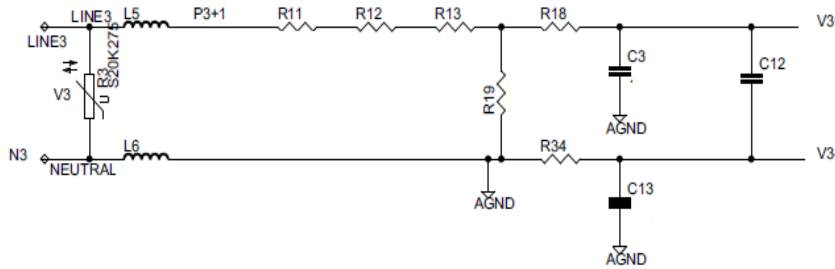 LINE3 L5 P3+1 R11 R12 R13 R18 V3
LINE3
R3
S20K275
V3 U
R19
C3
C12
AGND
N3 L6 R34 V3
NEUTRAL
C13
AGND
AGND